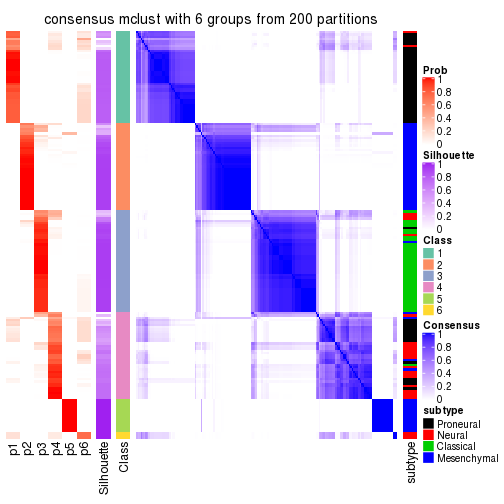 consensus mclust with 6 groups from 200 partitions
Prob
1
0.8
0.6
0.4
0.2
0
Silhouette
1
0.8
0.6
0.4
0.2
0
Class
1
2
3
4
5
6
Consensus
1
0.8
0.6
0.4
0.2
0
subtype
Proneural
Neural
Classical
Mesenchymal
p1
p2
p3
p4
p5
p6
Silhouette
Class
subtype